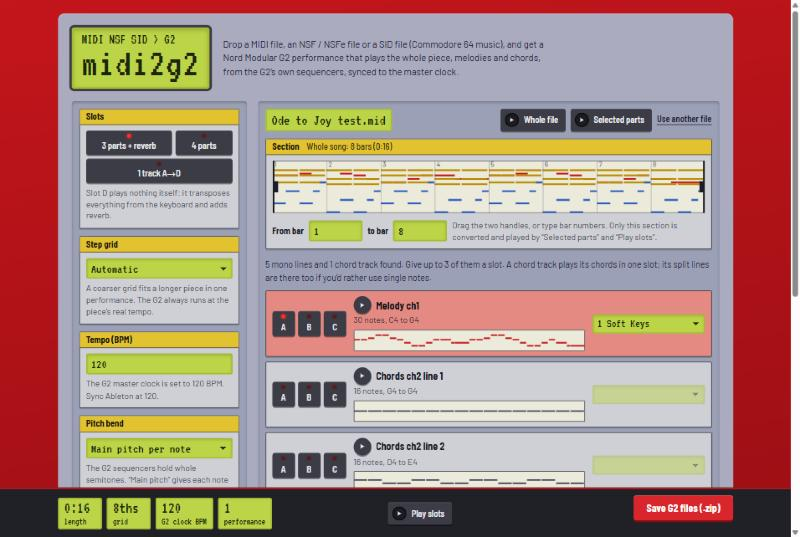 MIDI NSF SID > G2
midi2g2
Drop a MIDI file, an NSF / NSFe file or a SID file (Commodore 64 music), and get a
Nord Modular G2 performance that plays the whole piece, melodies and chords,
from the G2's own sequencers, synced to the master clock.
Slots
3 parts + reverb
4 parts
1 track A→D
Slot D plays nothing itself: it transposes
everything from the keyboard and adds
reverb.
Step grid
Automatic
A coarser grid fits a longer piece in one
performance. The G2 always runs at the
piece's real tempo.
Tempo (BPM)
120
The G2 master clock is set to 120 BPM.
Sync Ableton at 120.
Pitch bend
Main pitch per note
The G2 sequencers hold whole
semitones. "Main pitch" gives each note
Ode to Joy test.mid
Whole file
Selected parts
Use another file
Section Whole song: 8 bars (0:16)
2 3 4 5 6 7 8
From bar 1 to bar 8
Drag the two handles, or type bar numbers. Only this section is
converted and played by "Selected parts" and "Play slots".
5 mono lines and 1 chord track found. Give up to 3 of them a slot. A chord track plays its chords in one slot; its split lines
are there too if you'd rather use single notes.
A B C
Melody ch1
30 notes, C4 to G4
1 Soft Keys
A B C
Chords ch2 line 1
16 notes, G4 to G4
A B C
Chords ch2 line 2
16 notes, D4 to E4
0:16
length
8ths
grid
120
G2 clock BPM
1
performance
Play slots
Save G2 files (.zip)